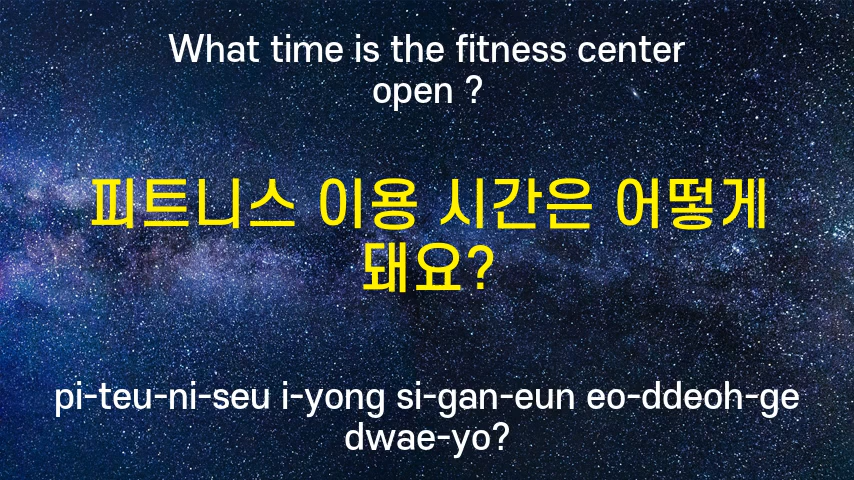 What time is the fitness center
open ?
피트니스 이용 시간은 어떻게
돼요?
pi-teu-ni-seu i-yong si-gan-eun eo-ddeoh-ge
dwae-yo?